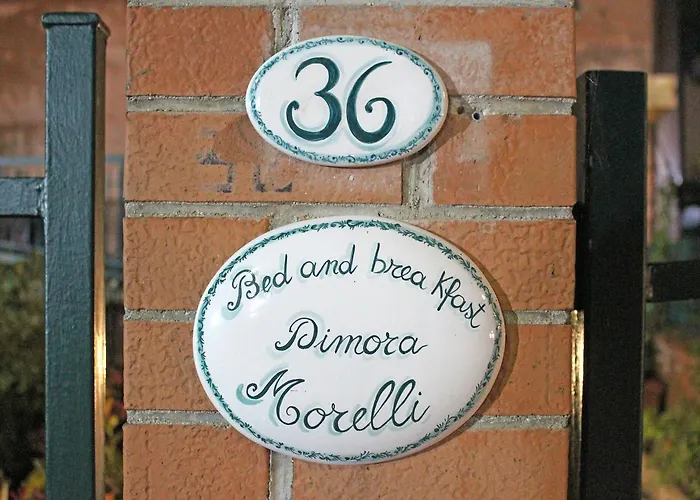 36
Bed and breakfast
Dimora
Morelli